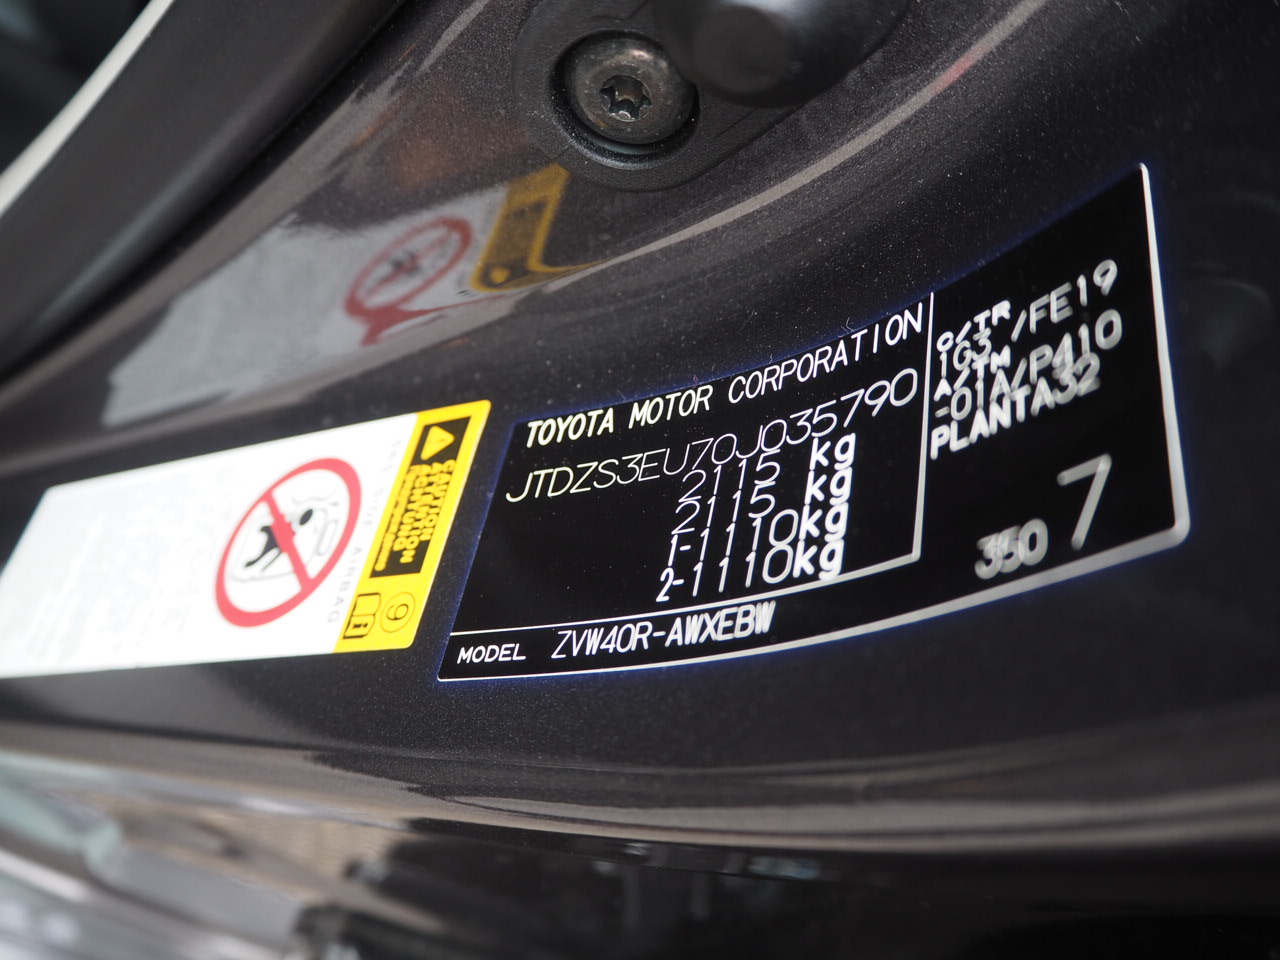 TOYOTA MOTOR CORPORATION
JTDZS3EU70J035790
2115 kg
2115 kg
1-1110kg
2-1110kg
MODEL ZVW40R-AWXEBW
C/TR
1G3 /FE19
A/TM
-01A/P410
PLANTA32
350 7
AIRBAG